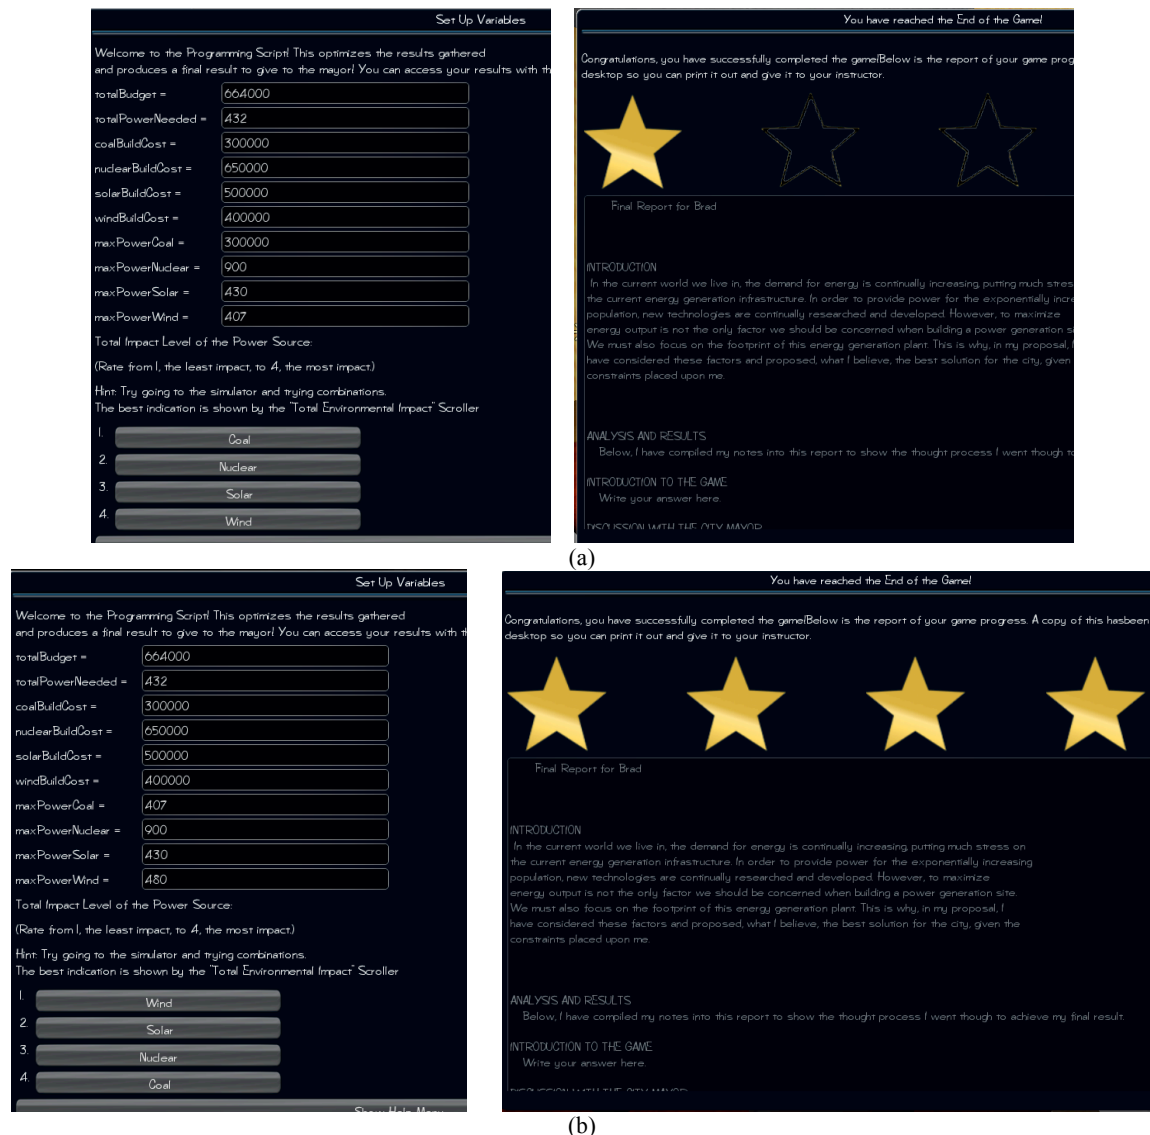 Set Up Variables
Welcome to the Programming Script! This optimizes the results gathered
and produces a final result to give to the mayor! You can access your results with th
totalBudget = 664000
totalPowerNeeded = 432
coalBuildCost = 300000
nuclearBuildCost = 650000
solarBuildCost = 500000
windBuildCost = 400000
maxPowerCoal = 300000
maxPowerNuclear = 900
maxPowerSolar = 430
maxPowerWind = 407
Total Impact Level of the Power Source:
(Rate from 1, the least impact, to 4, the most impact.)
Hint: Try going to the simulator and trying combinations.
The best indication is shown by the "Total Environmental Impact" Scroller
1. Coal
2. Nuclear
3. Solar
4. Wind
You have reached the End of the Game!
Congratulations, you have successfully completed the game!Below is the report of your game prog
desktop so you can print it out and give it to your instructor.
Final Report for Brad
INTRODUCTION
In the current world we live in, the demand for energy is continually increasing, putting much stres
the current energy generation infrastructure. In order to provide power for the exponentially incre
population, new technologies are continually researched and developed. However, to maximize
energy output is not the only factor we should be concerned when building a power generation si
We must also focus on the footprint of this energy generation plant. This is why, in my proposal, I
have considered these factors and proposed, what I believe, the best solution for the city, given
constraints placed upon me.
ANALYSIS AND RESULTS
Below, I have compiled my notes into this report to show the thought process I went though to
INTRODUCTION TO THE GAME
Write your answer here.
DISCUSSION WITH THE CITY MAYOR
(a)
Set Up Variables
Welcome to the Programming Script! This optimizes the results gathered
and produces a final result to give to the mayor! You can access your results with t
totalBudget = 664000
totalPowerNeeded = 432
coalBuildCost = 300000
nuclearBuildCost = 650000
solarBuildCost = 500000
windBuildCost = 400000
maxPowerCoal = 407
maxPowerNuclear = 900
maxPowerSolar = 430
maxPowerWind = 480
Total Impact Level of the Power Source:
(Rate from 1, the least impact, to 4, the most impact.)
Hint: Try going to the simulator and trying combinations.
The best indication is shown by the "Total Environmental Impact" Scroller
1. Wind
2. Solar
3. Nuclear
4. Coal
Show Help Menu
You have reached the End of the Game!
Congratulations, you have successfully completed the game!Below is the report of your game progress. A copy of this hasbeen
desktop so you can print it out and give it to your instructor.
Final Report for Brad
INTRODUCTION
In the current world we live in, the demand for energy is continually increasing, putting much stress on
the current energy generation infrastructure. In order to provide power for the exponentially increasing
population, new technologies are continually researched and developed. However, to maximize
energy output is not the only factor we should be concerned when building a power generation site.
We must also focus on the footprint of this energy generation plant. This is why, in my proposal, I
have considered these factors and proposed, what I believe, the best solution for the city, given the
constraints placed upon me.
ANALYSIS AND RESULTS
Below, I have compiled my notes into this report to show the thought process I went though to achieve my final result.
INTRODUCTION TO THE GAME
Write your answer here.
DISCUSSION WITH THE CITY MAYOR
(b)